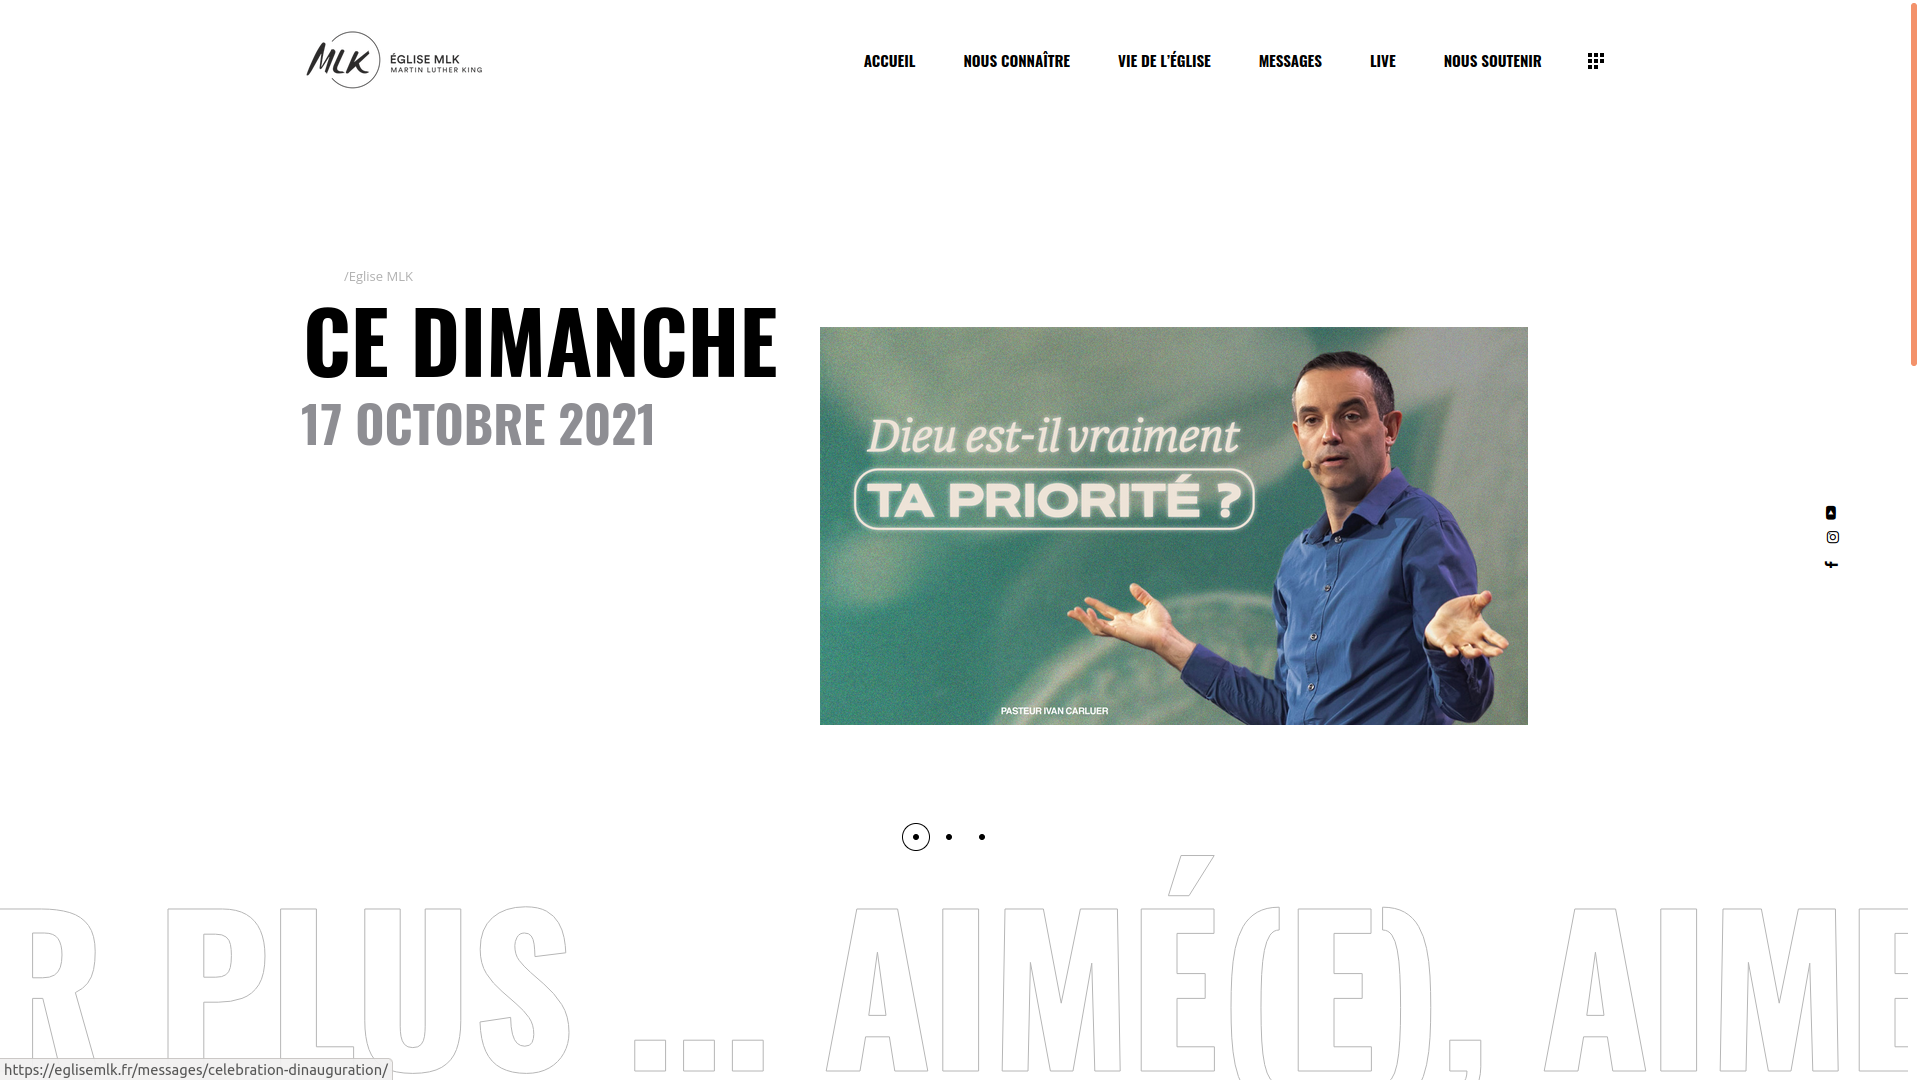 MLK
ÉGLISE MLK
MARTIN LUTHER KING
ACCUEIL
NOUS CONNAÎTRE
VIE DE L'ÉGLISE
MESSAGES
LIVE
NOUS SOUTENIR
/Eglise MLK
CE DIMANCHE
17 OCTOBRE 2021
Dieu est-il vraiment
TA PRIORITÉ ?
PASTEUR IVAN CARLUER
R PLUS ... AIMÉ(E), AIME
https://eglisemlk.fr/messages/celebration-dinauguration/